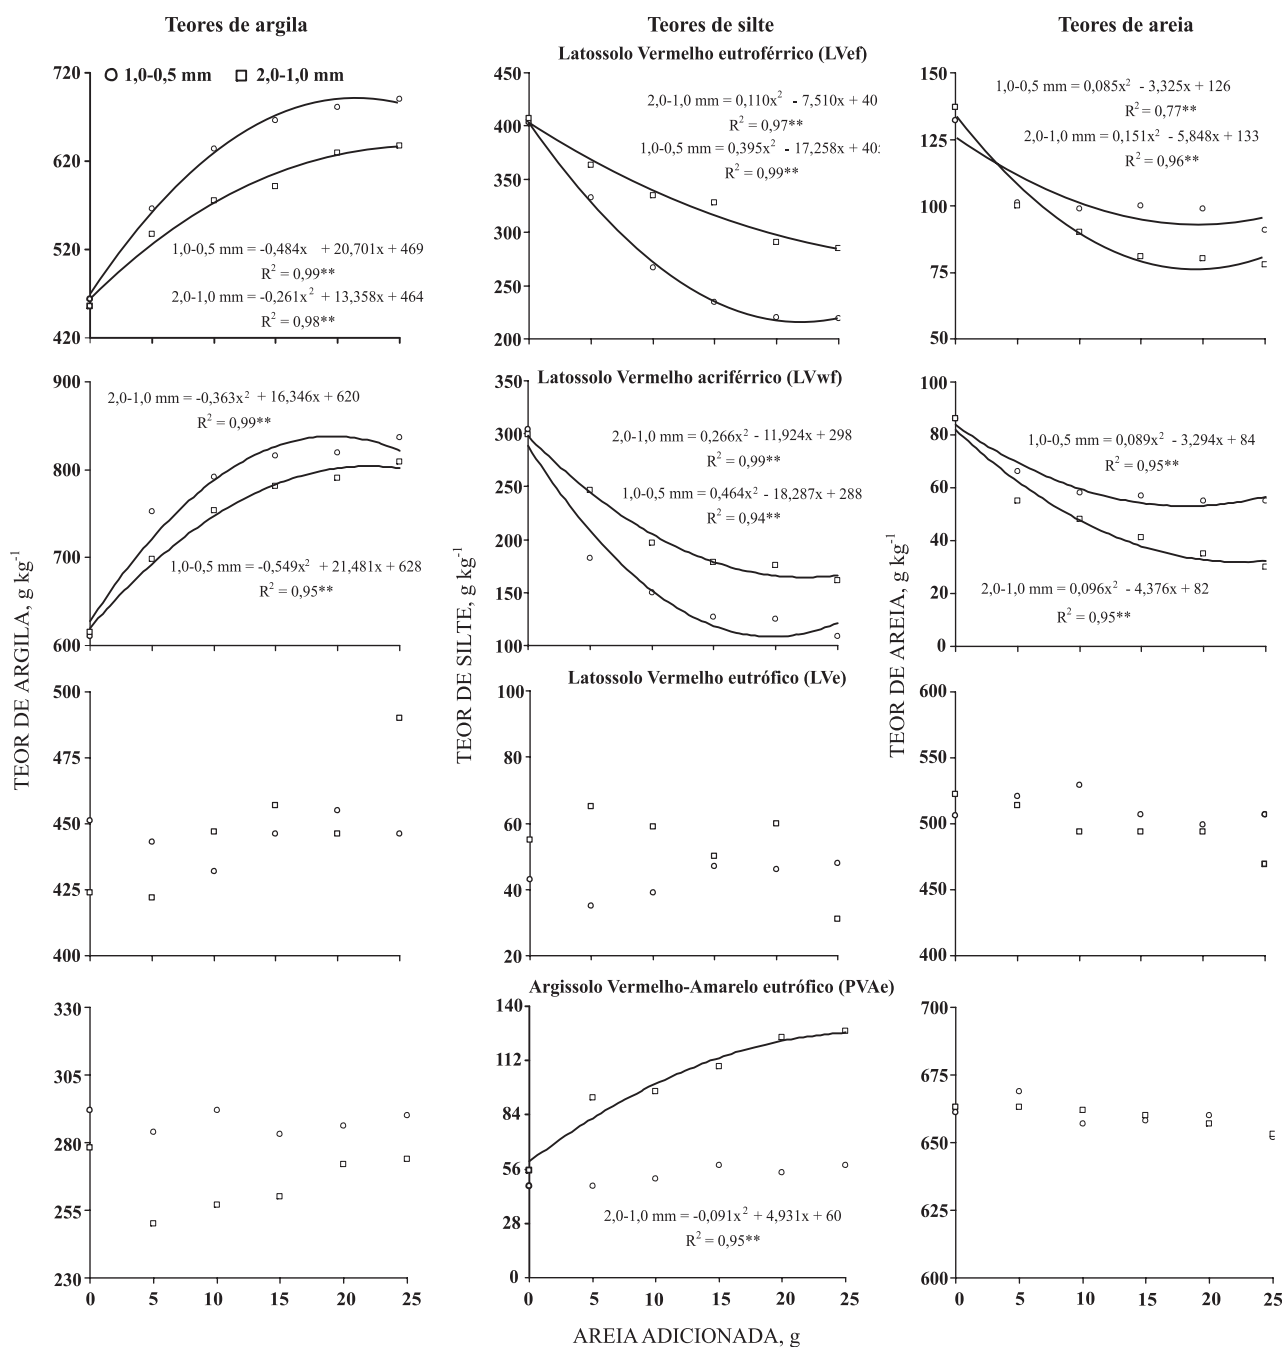 Teores de argila
Teores de silte
Teores de areia
Latossolo Vermelho eutroférrico (LVef)
1,0-0,5 mm
2,0-1,0 mm
720
620
520
420
1,0-0,5 mm = -0,484x + 20,701x + 469
R² = 0,99**
2,0-1,0 mm = -0,261x² + 13,358x + 464
R² = 0,98**
450
400
350
300
250
200
2,0-1,0 mm = 0,110x² - 7,510x + 40
R² = 0,97**
1,0-0,5 mm = 0,395x² - 17,258x + 40
R² = 0,99**
150
125
100
75
50
1,0-0,5 mm = 0,085x² - 3,325x + 126
R² = 0,77**
2,0-1,0 mm = 0,151x² - 5,848x + 133
R² = 0,96**
Latossolo Vermelho acriférrico (LVwf)
900
800
700
600
2,0-1,0 mm = -0,363x² + 16,346x + 620
R² = 0,99**
1,0-0,5 mm = -0,549x² + 21,481x + 628
R² = 0,95**
350
300
250
200
150
100
2,0-1,0 mm = 0,266x² - 11,924x + 298
R² = 0,99**
1,0-0,5 mm = 0,464x² - 18,287x + 288
R² = 0,94**
100
80
60
40
20
0
1,0-0,5 mm = 0,089x² - 3,294x + 84
R² = 0,95**
2,0-1,0 mm = 0,096x² - 4,376x + 82
R² = 0,95**
TEOR DE ARGILA, g kg⁻¹
TEOR DE SILTE, g kg⁻¹
TEOR DE AREIA, g kg⁻¹
Latossolo Vermelho eutrófico (LVe)
500
475
450
425
400
100
80
60
40
20
600
550
500
450
400
Argissolo Vermelho-Amarelo eutrófico (PVAe)
330
305
280
255
230
0 5 10 15 20 25
140
112
84
56
28
0
2,0-1,0 mm = -0,091x² + 4,931x + 60
R² = 0,95**
0 5 10 15 20 25
700
675
650
625
600
0 5 10 15 20 25
AREIA ADICIONADA, g